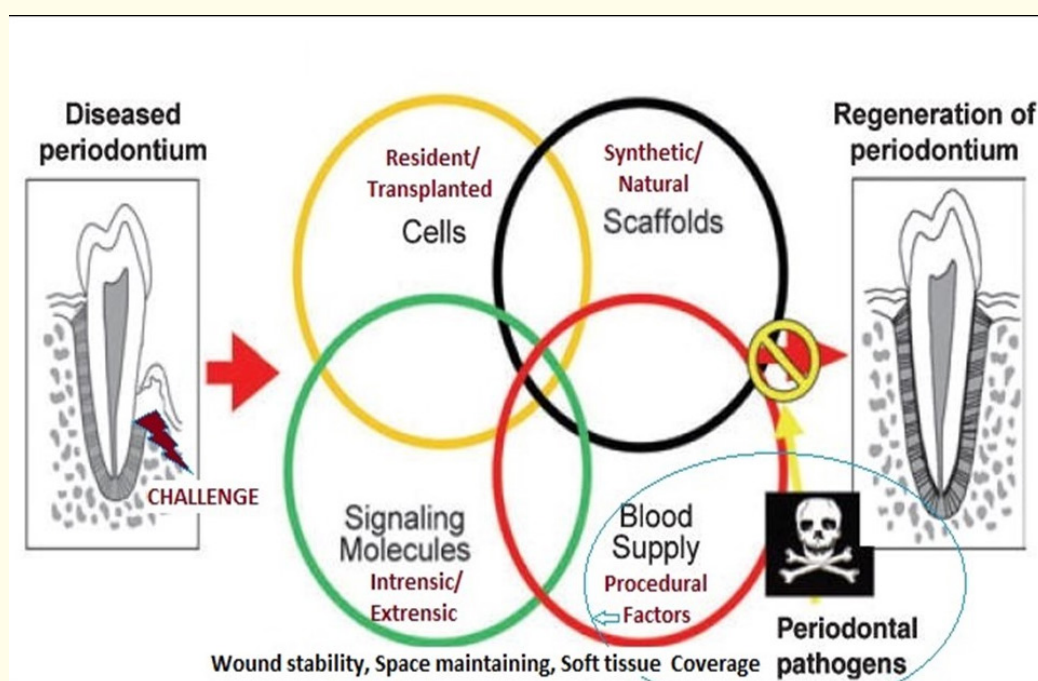 Diseased
periodontium
Regeneration of
periodontium
Resident/
Transplanted
Cells
Synthetic/
Natural
Scaffolds
CHALLENGE
Signaling
Molecules
Intrensic/
Extrensic
Blood
Supply
Procedural
Factors
Periodontal
pathogens
Wound stability, Space maintaining, Soft tissue Coverage